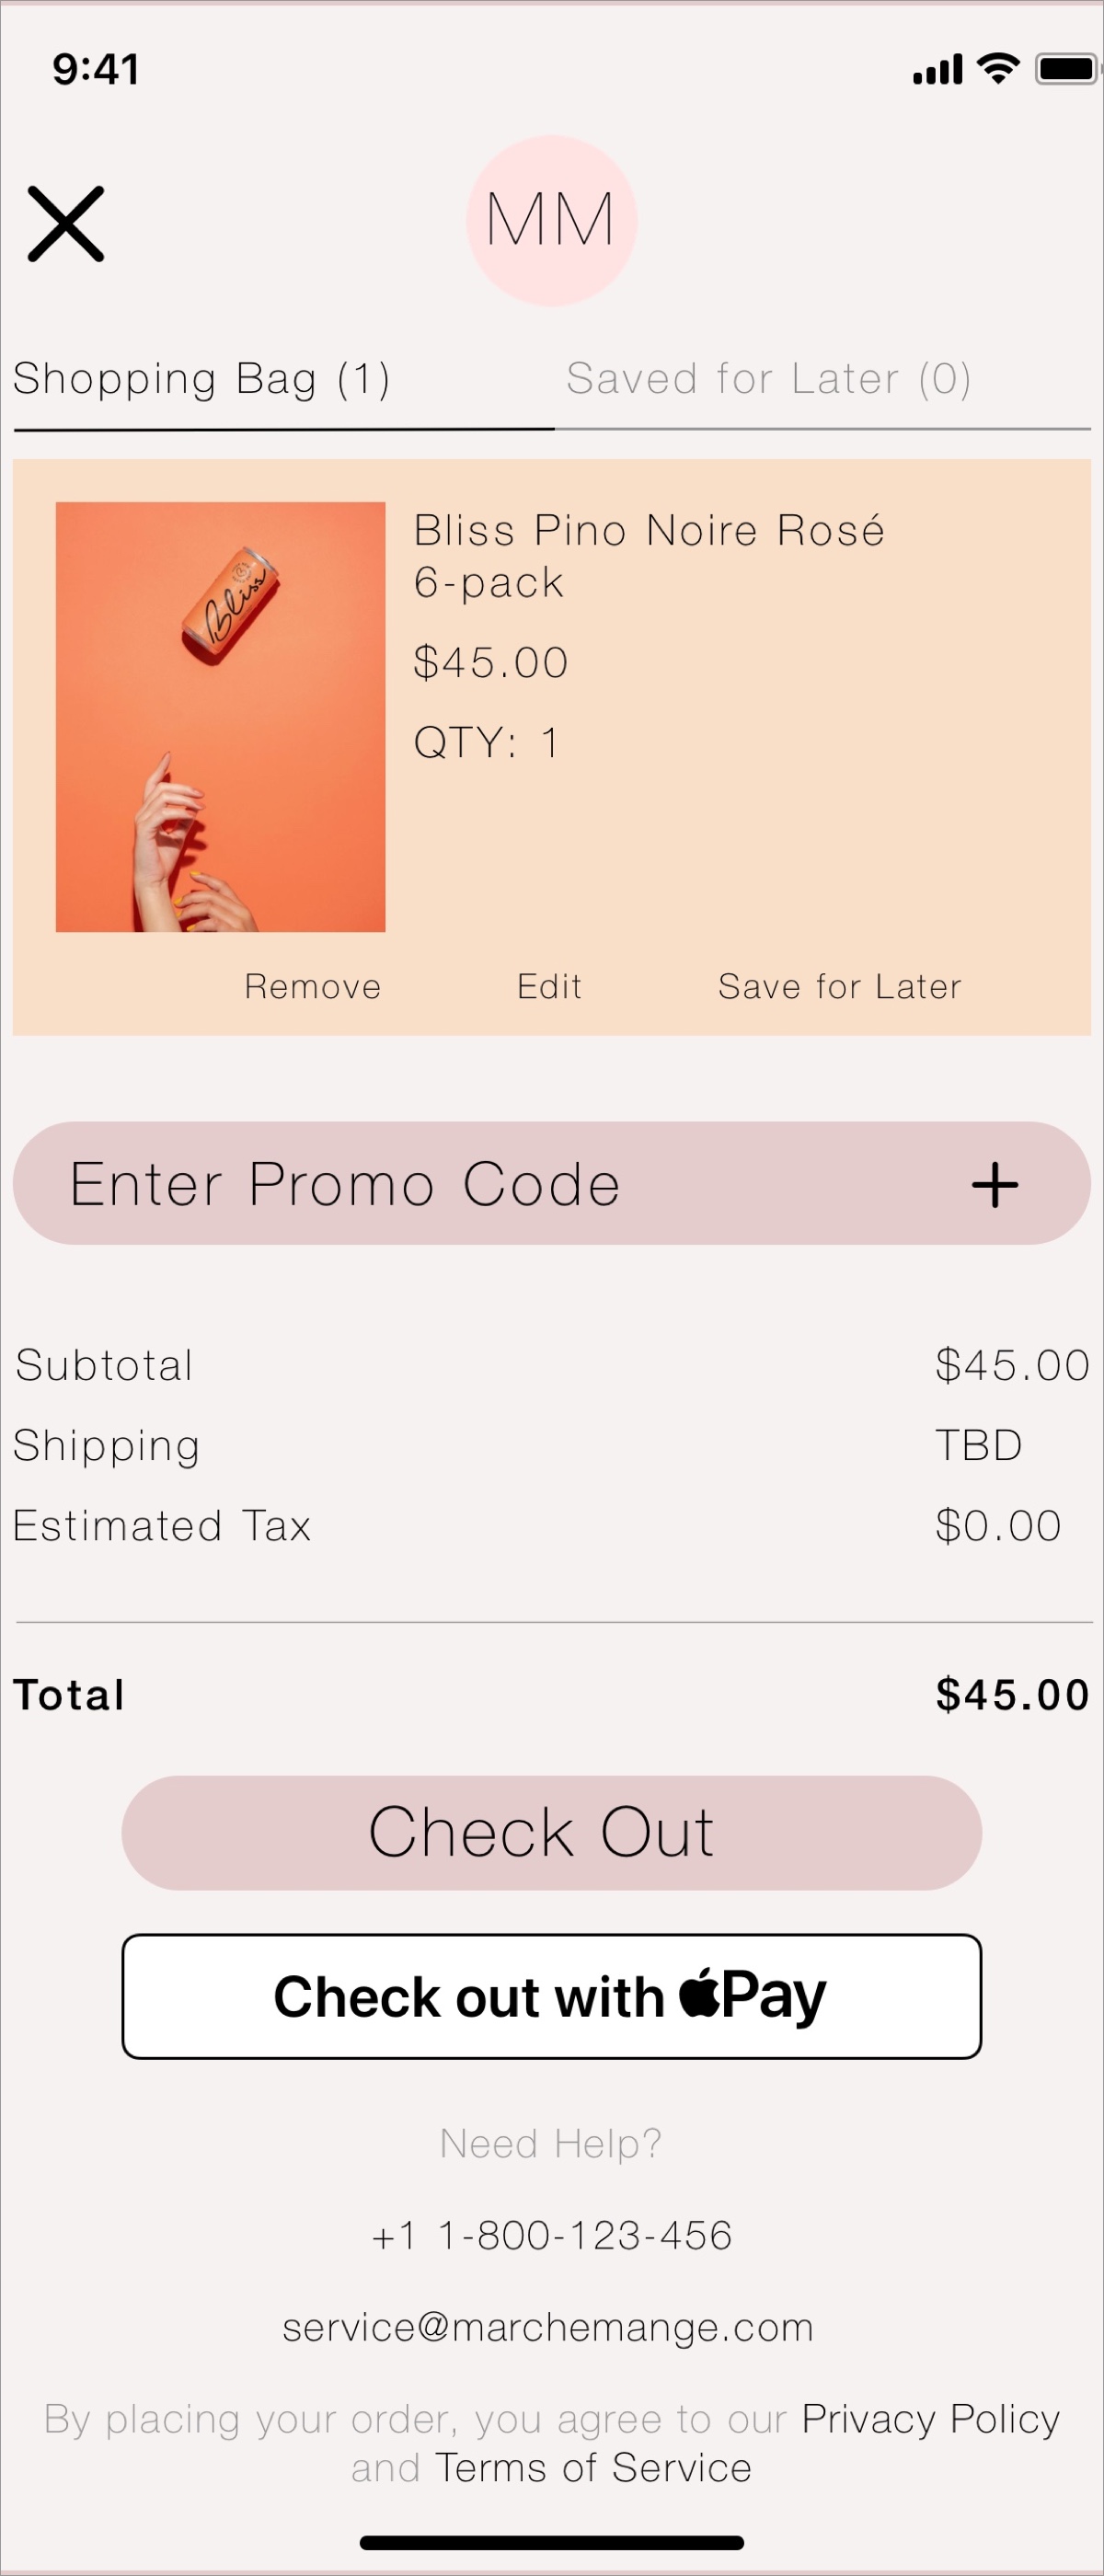 9:41
MM
Shopping Bag (1)
Saved for Later (0)
Bliss Pino Noire Rosé
6-pack
$45.00
QTY: 1
Bliss
Remove
Edit
Save for Later
Enter Promo Code +
Subtotal $45.00
Shipping TBD
Estimated Tax $0.00
Total $45.00
Check Out
Check out with Pay
Need Help?
+1 1-800-123-456
service@marchemange.com
By placing your order, you agree to our Privacy Policy
and Terms of Service